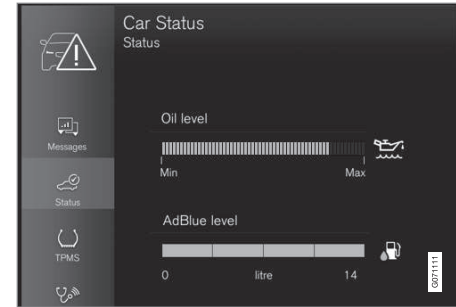 Car Status
Status
Messages
Status
TPMS
Oil level
Min Max
AdBlue level
0 litre 14
G071111